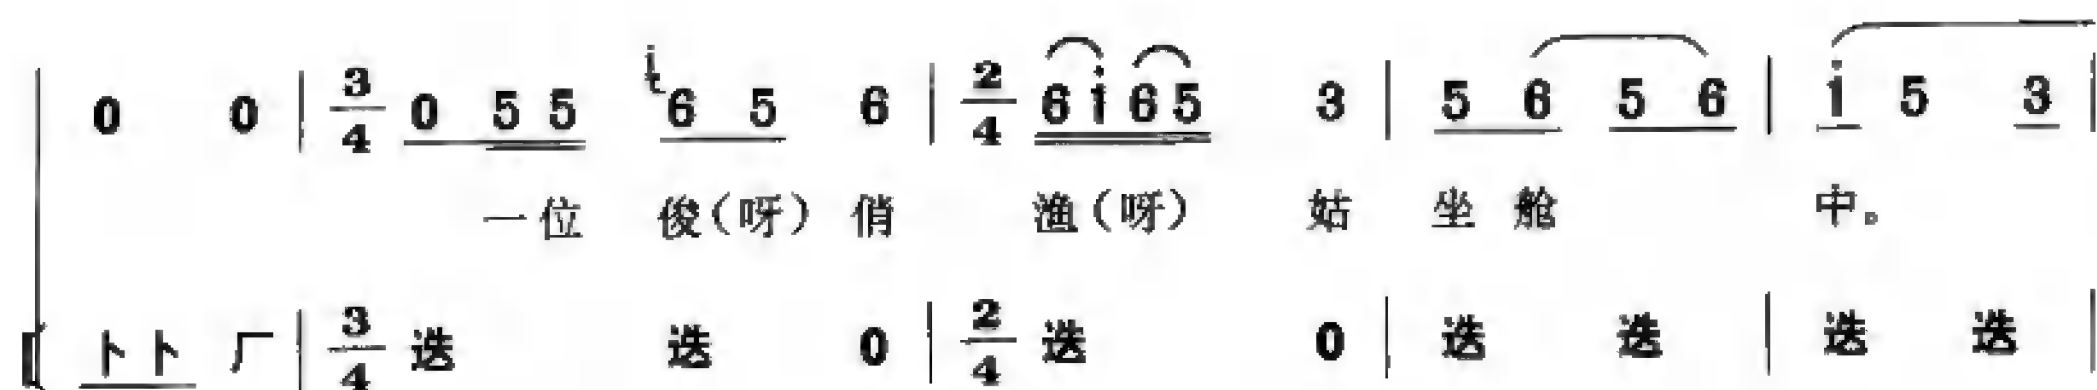 0 0 | 3/4 0 5 5 i 6 5 6 | 2/4 6 i 6 5 3 | 5 6 5 6 | i 5 3 |
一位 俊(呀)俏 渔(呀) 姑 坐 舱 中。
卜卜 厂 | 3/4 迭 迭 0 | 2/4 迭 0 | 迭 迭 | 迭 迭 |